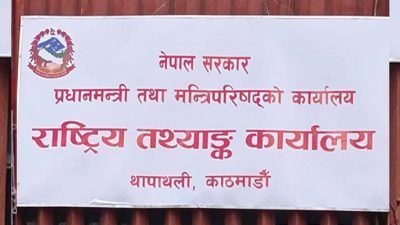 नेपाल सरकार
प्रधानमन्त्री तथा मन्त्रिपरिषद्को कार्यालय
राष्ट्रिय तथ्याङ्क कार्यालय
थापाथली, काठमाडौँ